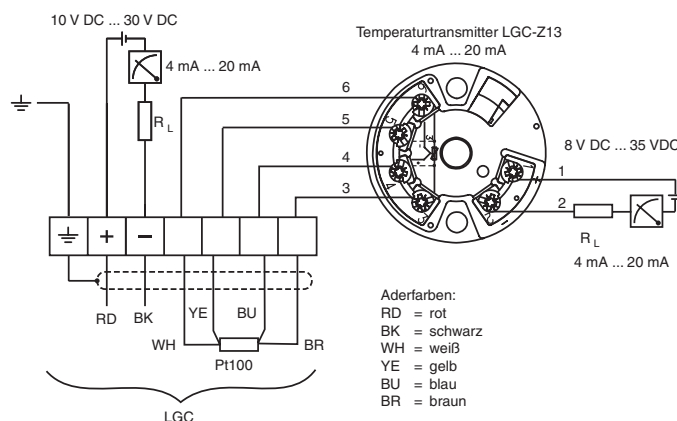 10 V DC ... 30 V DC
4 mA ... 20 mA
R L
Temperaturtransmitter LGC-Z13
4 mA ... 20 mA
6
5
4
3
8 V DC ... 35 VDC
1
2
R L
4 mA ... 20 mA
+
−
RD
BK
YE
BU
WH
BR
Pt100
LGC
Aderfarben:
RD = rot
BK = schwarz
WH = weiß
YE = gelb
BU = blau
BR = braun